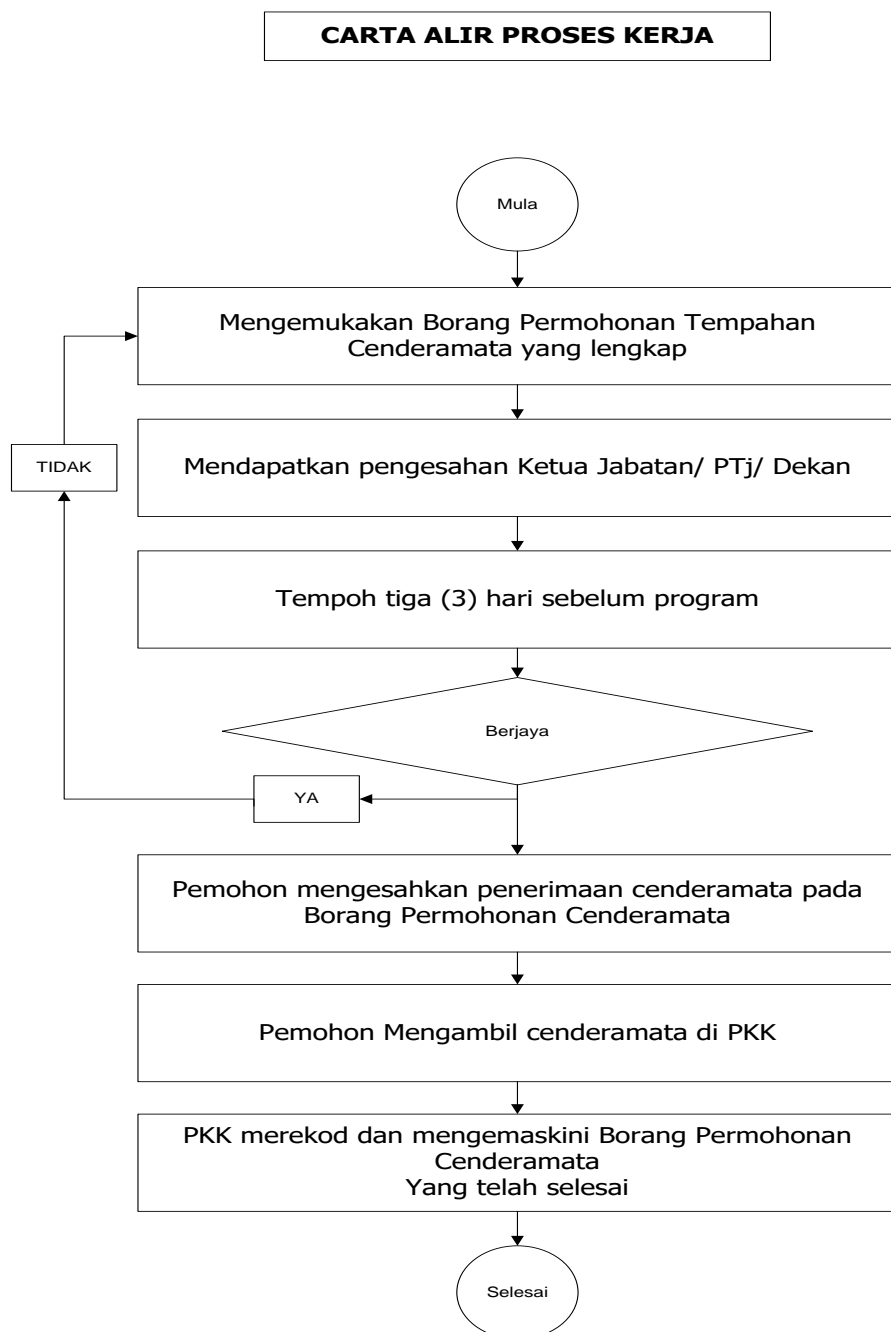 CARTA ALIR PROSES KERJA
Mula
Mengemukakan Borang Permohonan Tempahan
Cenderamata yang lengkap
TIDAK
Mendapatkan pengesahan Ketua Jabatan/ PTj/ Dekan
Tempoh tiga (3) hari sebelum program
Berjaya
YA
Pemohon mengesahkan penerimaan cenderamata pada
Borang Permohonan Cenderamata
Pemohon Mengambil cenderamata di PKK
PKK merekod dan mengemaskini Borang Permohonan
Cenderamata
Yang telah selesai
Selesai